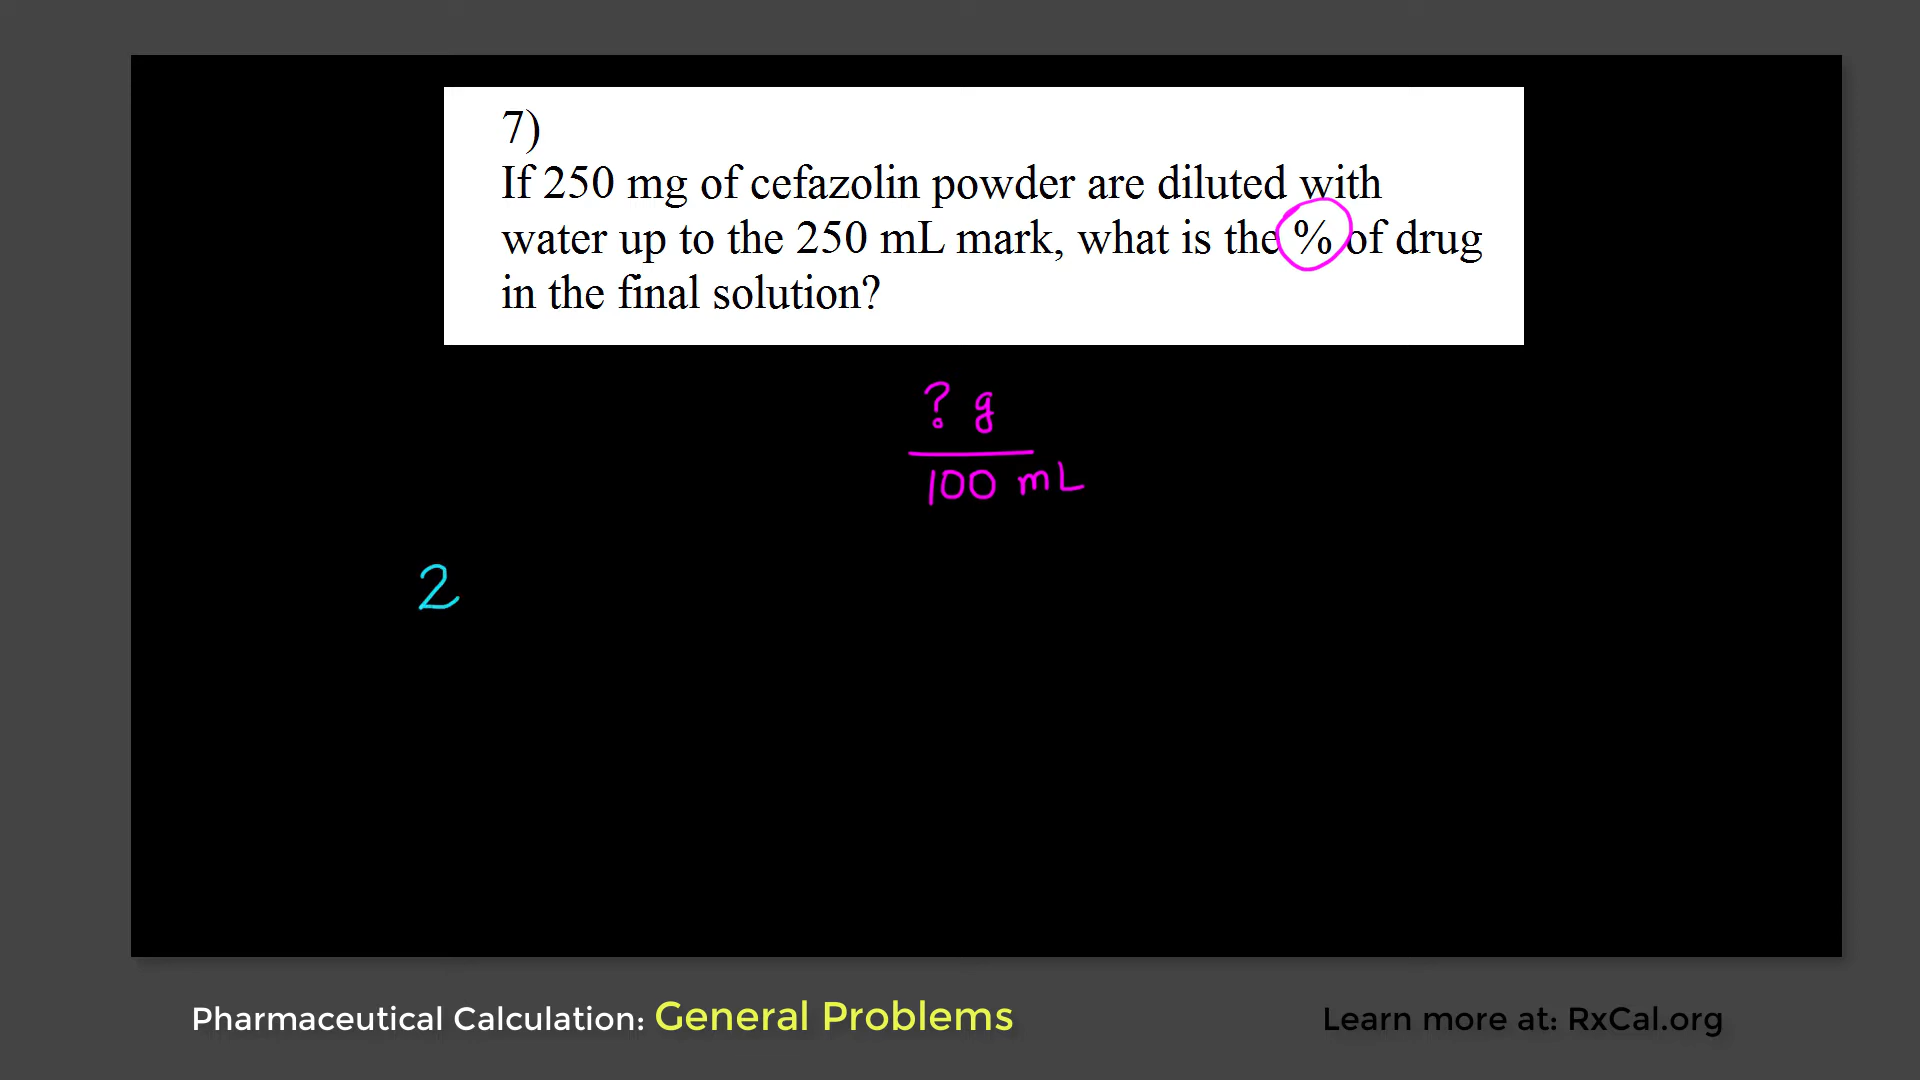 7)
If 250 mg of cefazolin powder are diluted with
water up to the 250 mL mark, what is the % of drug
in the final solution?
? g
100 mL
2
Pharmaceutical Calculation: General Problems
Learn more at: RxCal.org